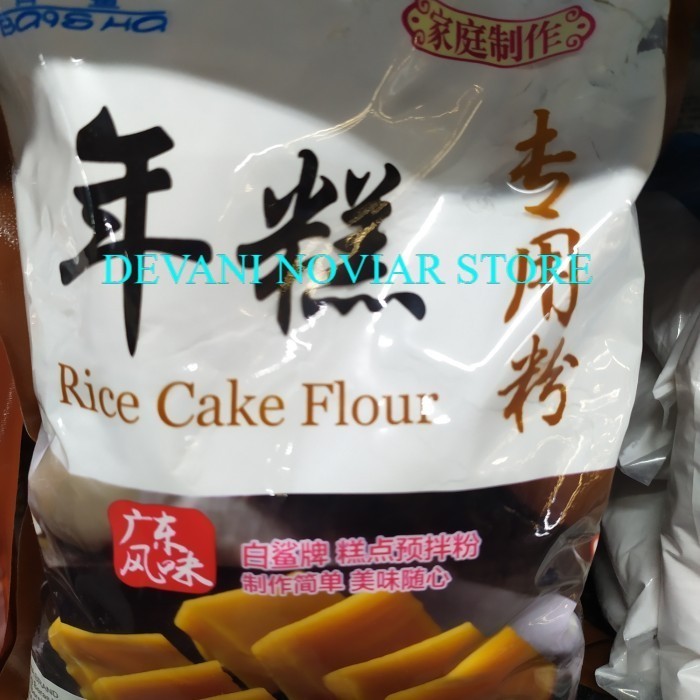 BaiSHa
家庭制作
年糕
专用粉
DEVANI NOVIAR STORE
Rice Cake Flour
广东
风味
白鲨牌 糕点预拌粉
制作简单 美味随心